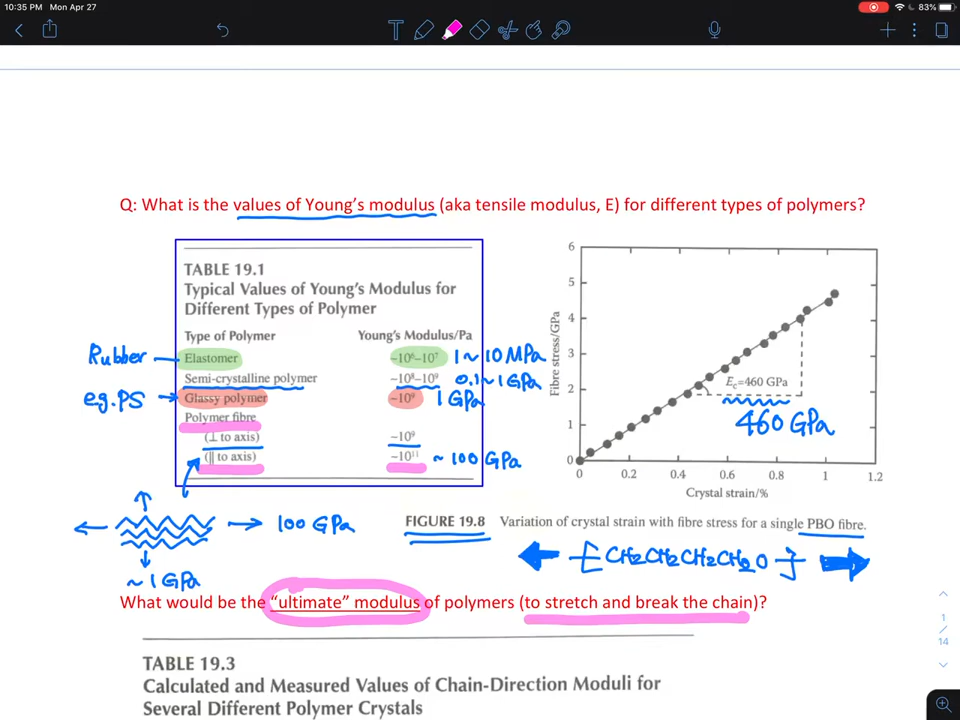 10:35 PM Mon Apr 27
83%
Q: What is the values of Young's modulus (aka tensile modulus, E) for different types of polymers?
TABLE 19.1
Typical Values of Young's Modulus for
Different Types of Polymer
Type of Polymer Young's Modulus/Pa
Rubber Elastomer ~10⁶–10⁷ 1~10 MPa
Semi-crystalline polymer ~10⁸–10⁹ 0.1~1 GPa
eg. PS Glassy polymer ~10⁹ 1 GPa
Polymer fibre
(⊥ to axis) ~10⁹
(∥ to axis) ~10¹¹ ~100 GPa
100 GPa
~1 GPa
6
5
4
3
2
1
0
Fibre stress/GPa
E꜀=460 GPa
460 GPa
0 0.2 0.4 0.6 0.8 1 1.2
Crystal strain/%
FIGURE 19.8 Variation of crystal strain with fibre stress for a single PBO fibre.
[CH₂CH₂CH₂CH₂O]
What would be the "ultimate" modulus of polymers (to stretch and break the chain)?
TABLE 19.3
Calculated and Measured Values of Chain-Direction Moduli for
Several Different Polymer Crystals
1
/
14